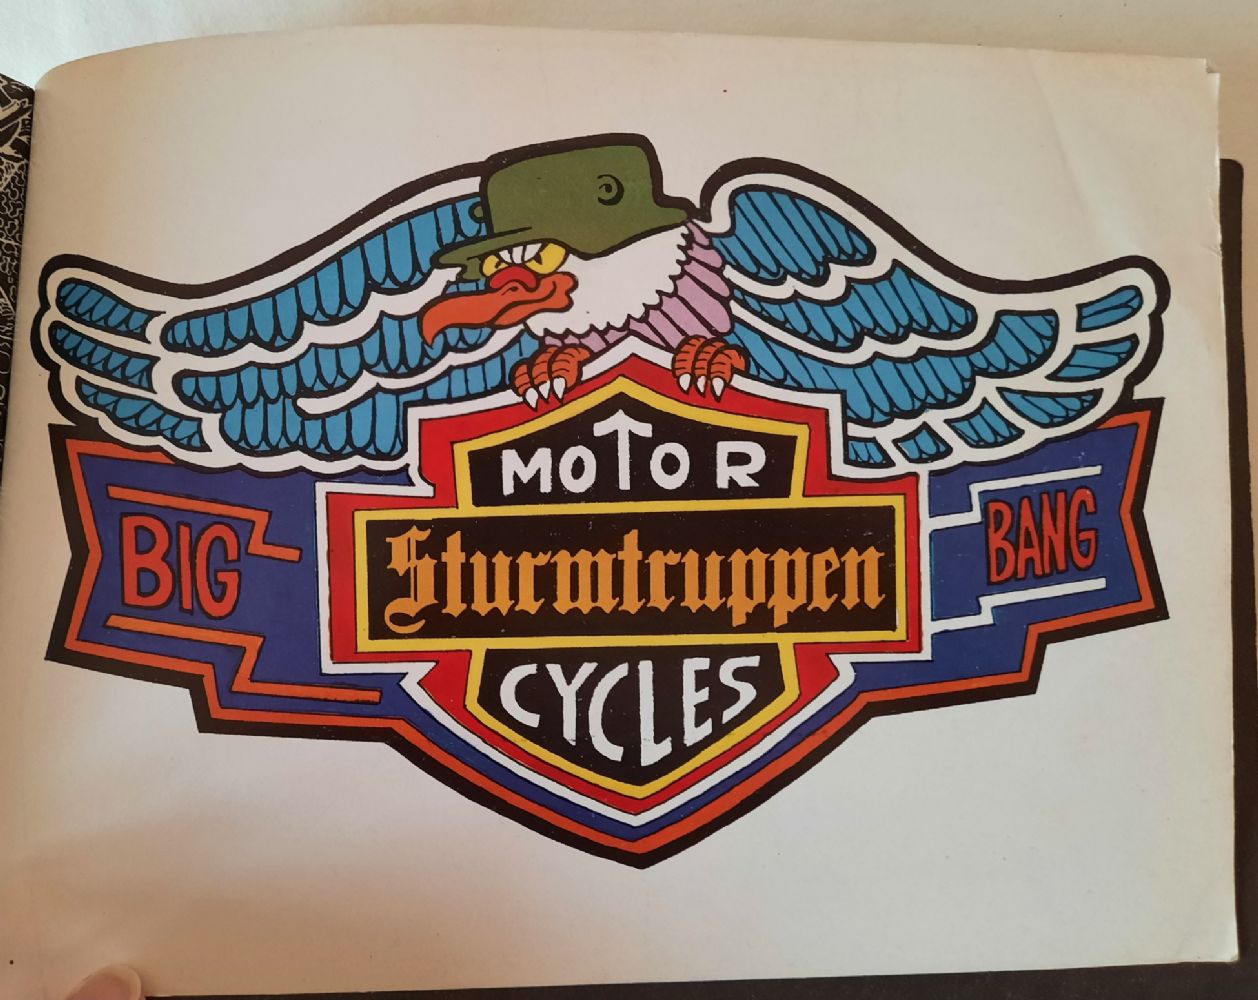 MOTOR
BIG
Sturmtruppen
BANG
CYCLES